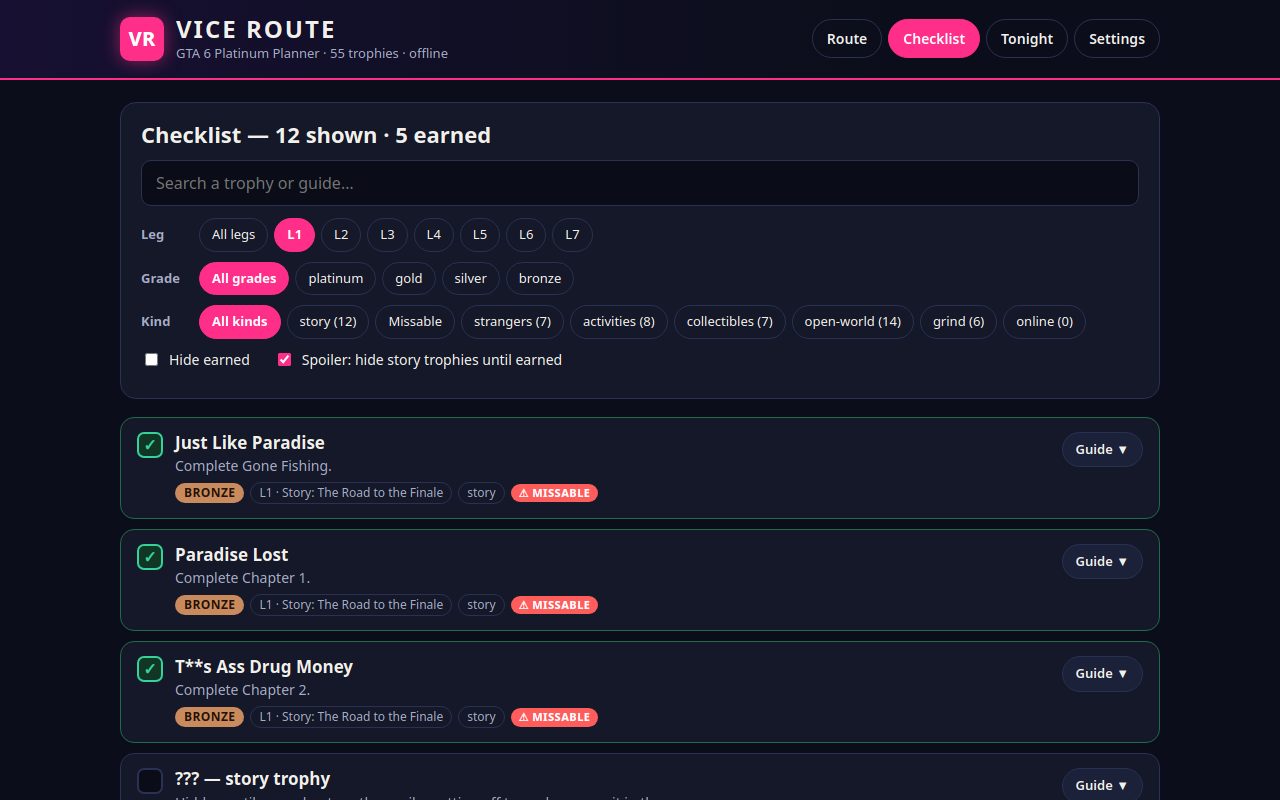 VR
VICE ROUTE
GTA 6 Platinum Planner · 55 trophies · offline
Route
Checklist
Tonight
Settings
Checklist — 12 shown · 5 earned
Search a trophy or guide...
Leg All legs L1 L2 L3 L4 L5 L6 L7
Grade All grades platinum gold silver bronze
Kind All kinds story (12) Missable strangers (7) activities (8) collectibles (7) open-world (14) grind (6) online (0)
Hide earned Spoiler: hide story trophies until earned
✓ Just Like Paradise
Guide ▼
Complete Gone Fishing.
BRONZE L1 · Story: The Road to the Finale story ⚠ MISSABLE
✓ Paradise Lost
Guide ▼
Complete Chapter 1.
BRONZE L1 · Story: The Road to the Finale story ⚠ MISSABLE
✓ T**s Ass Drug Money
Guide ▼
Complete Chapter 2.
BRONZE L1 · Story: The Road to the Finale story ⚠ MISSABLE
??? — story trophy
Guide ▼